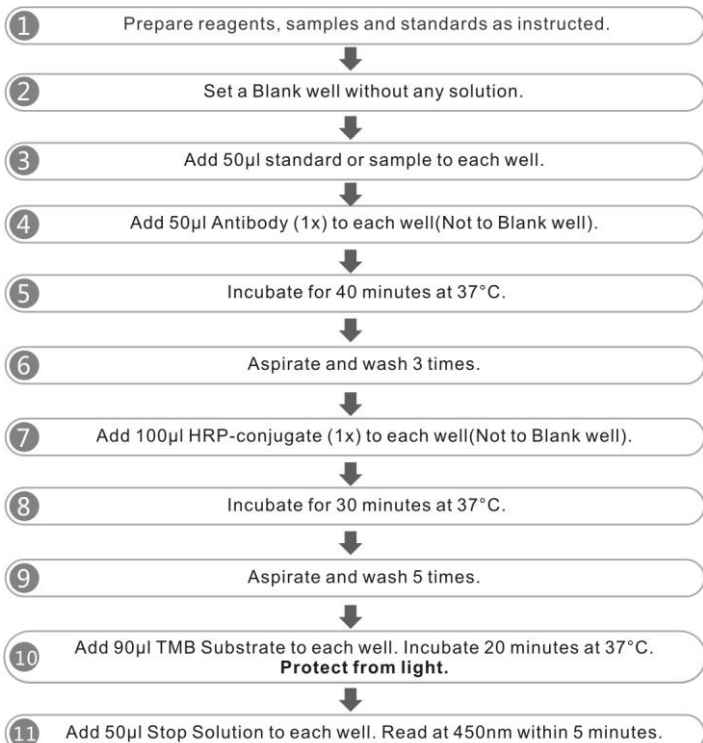 1 Prepare reagents, samples and standards as instructed.
2 Set a Blank well without any solution.
3 Add 50μl standard or sample to each well.
4 Add 50μl Antibody (1x) to each well(Not to Blank well).
5 Incubate for 40 minutes at 37°C.
6 Aspirate and wash 3 times.
7 Add 100μl HRP-conjugate (1x) to each well(Not to Blank well).
8 Incubate for 30 minutes at 37°C.
9 Aspirate and wash 5 times.
10 Add 90μl TMB Substrate to each well. Incubate 20 minutes at 37°C.
Protect from light.
11 Add 50μl Stop Solution to each well. Read at 450nm within 5 minutes.